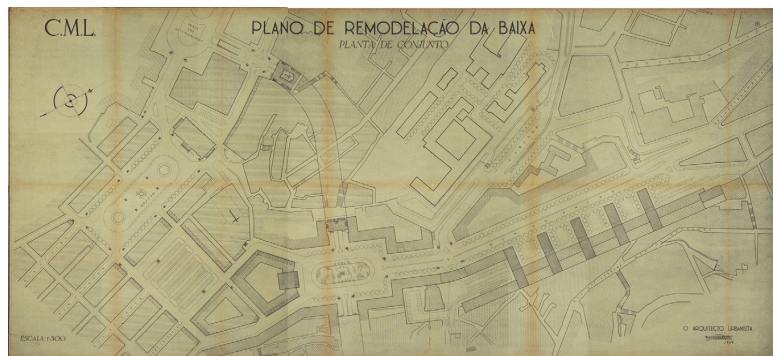 C.M.L.
PLANO DE REMODELAÇÃO DA BAIXA
PLANTA DE CONJUNTO
ESCALA 1:500
O ARQUITECTO URBANISTA